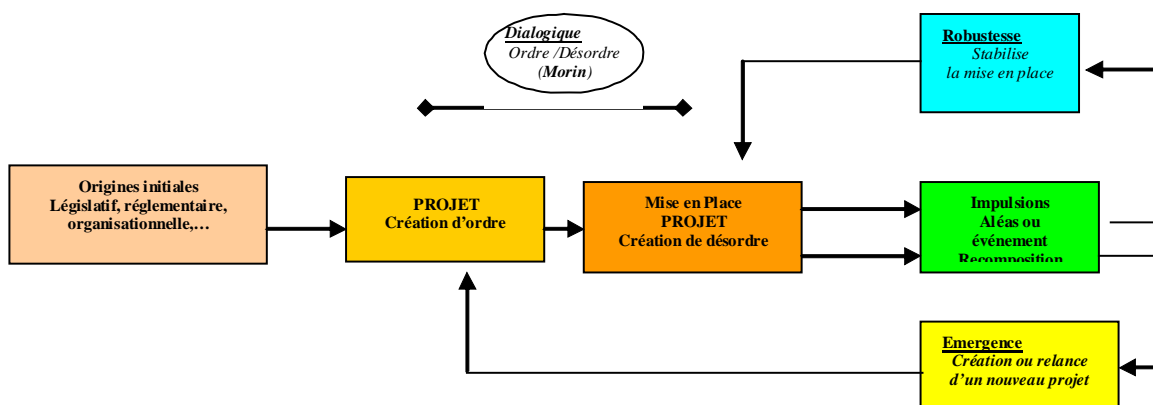 Dialogique
Ordre /Désordre
(Morin)
Robustesse
Stabilise
la mise en place
Origines initiales
Législatif, réglementaire,
organisationnelle,…
PROJET
Création d'ordre
Mise en Place
PROJET
Création de désordre
Impulsions
Aléas ou
événement
Recomposition
Emergence
Création ou relance
d'un nouveau projet